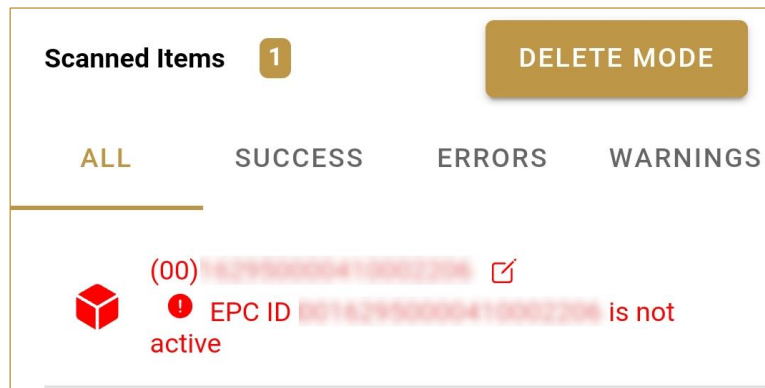 Scanned Items 1 DELETE MODE
ALL SUCCESS ERRORS WARNINGS
(00)
EPC ID is not
active